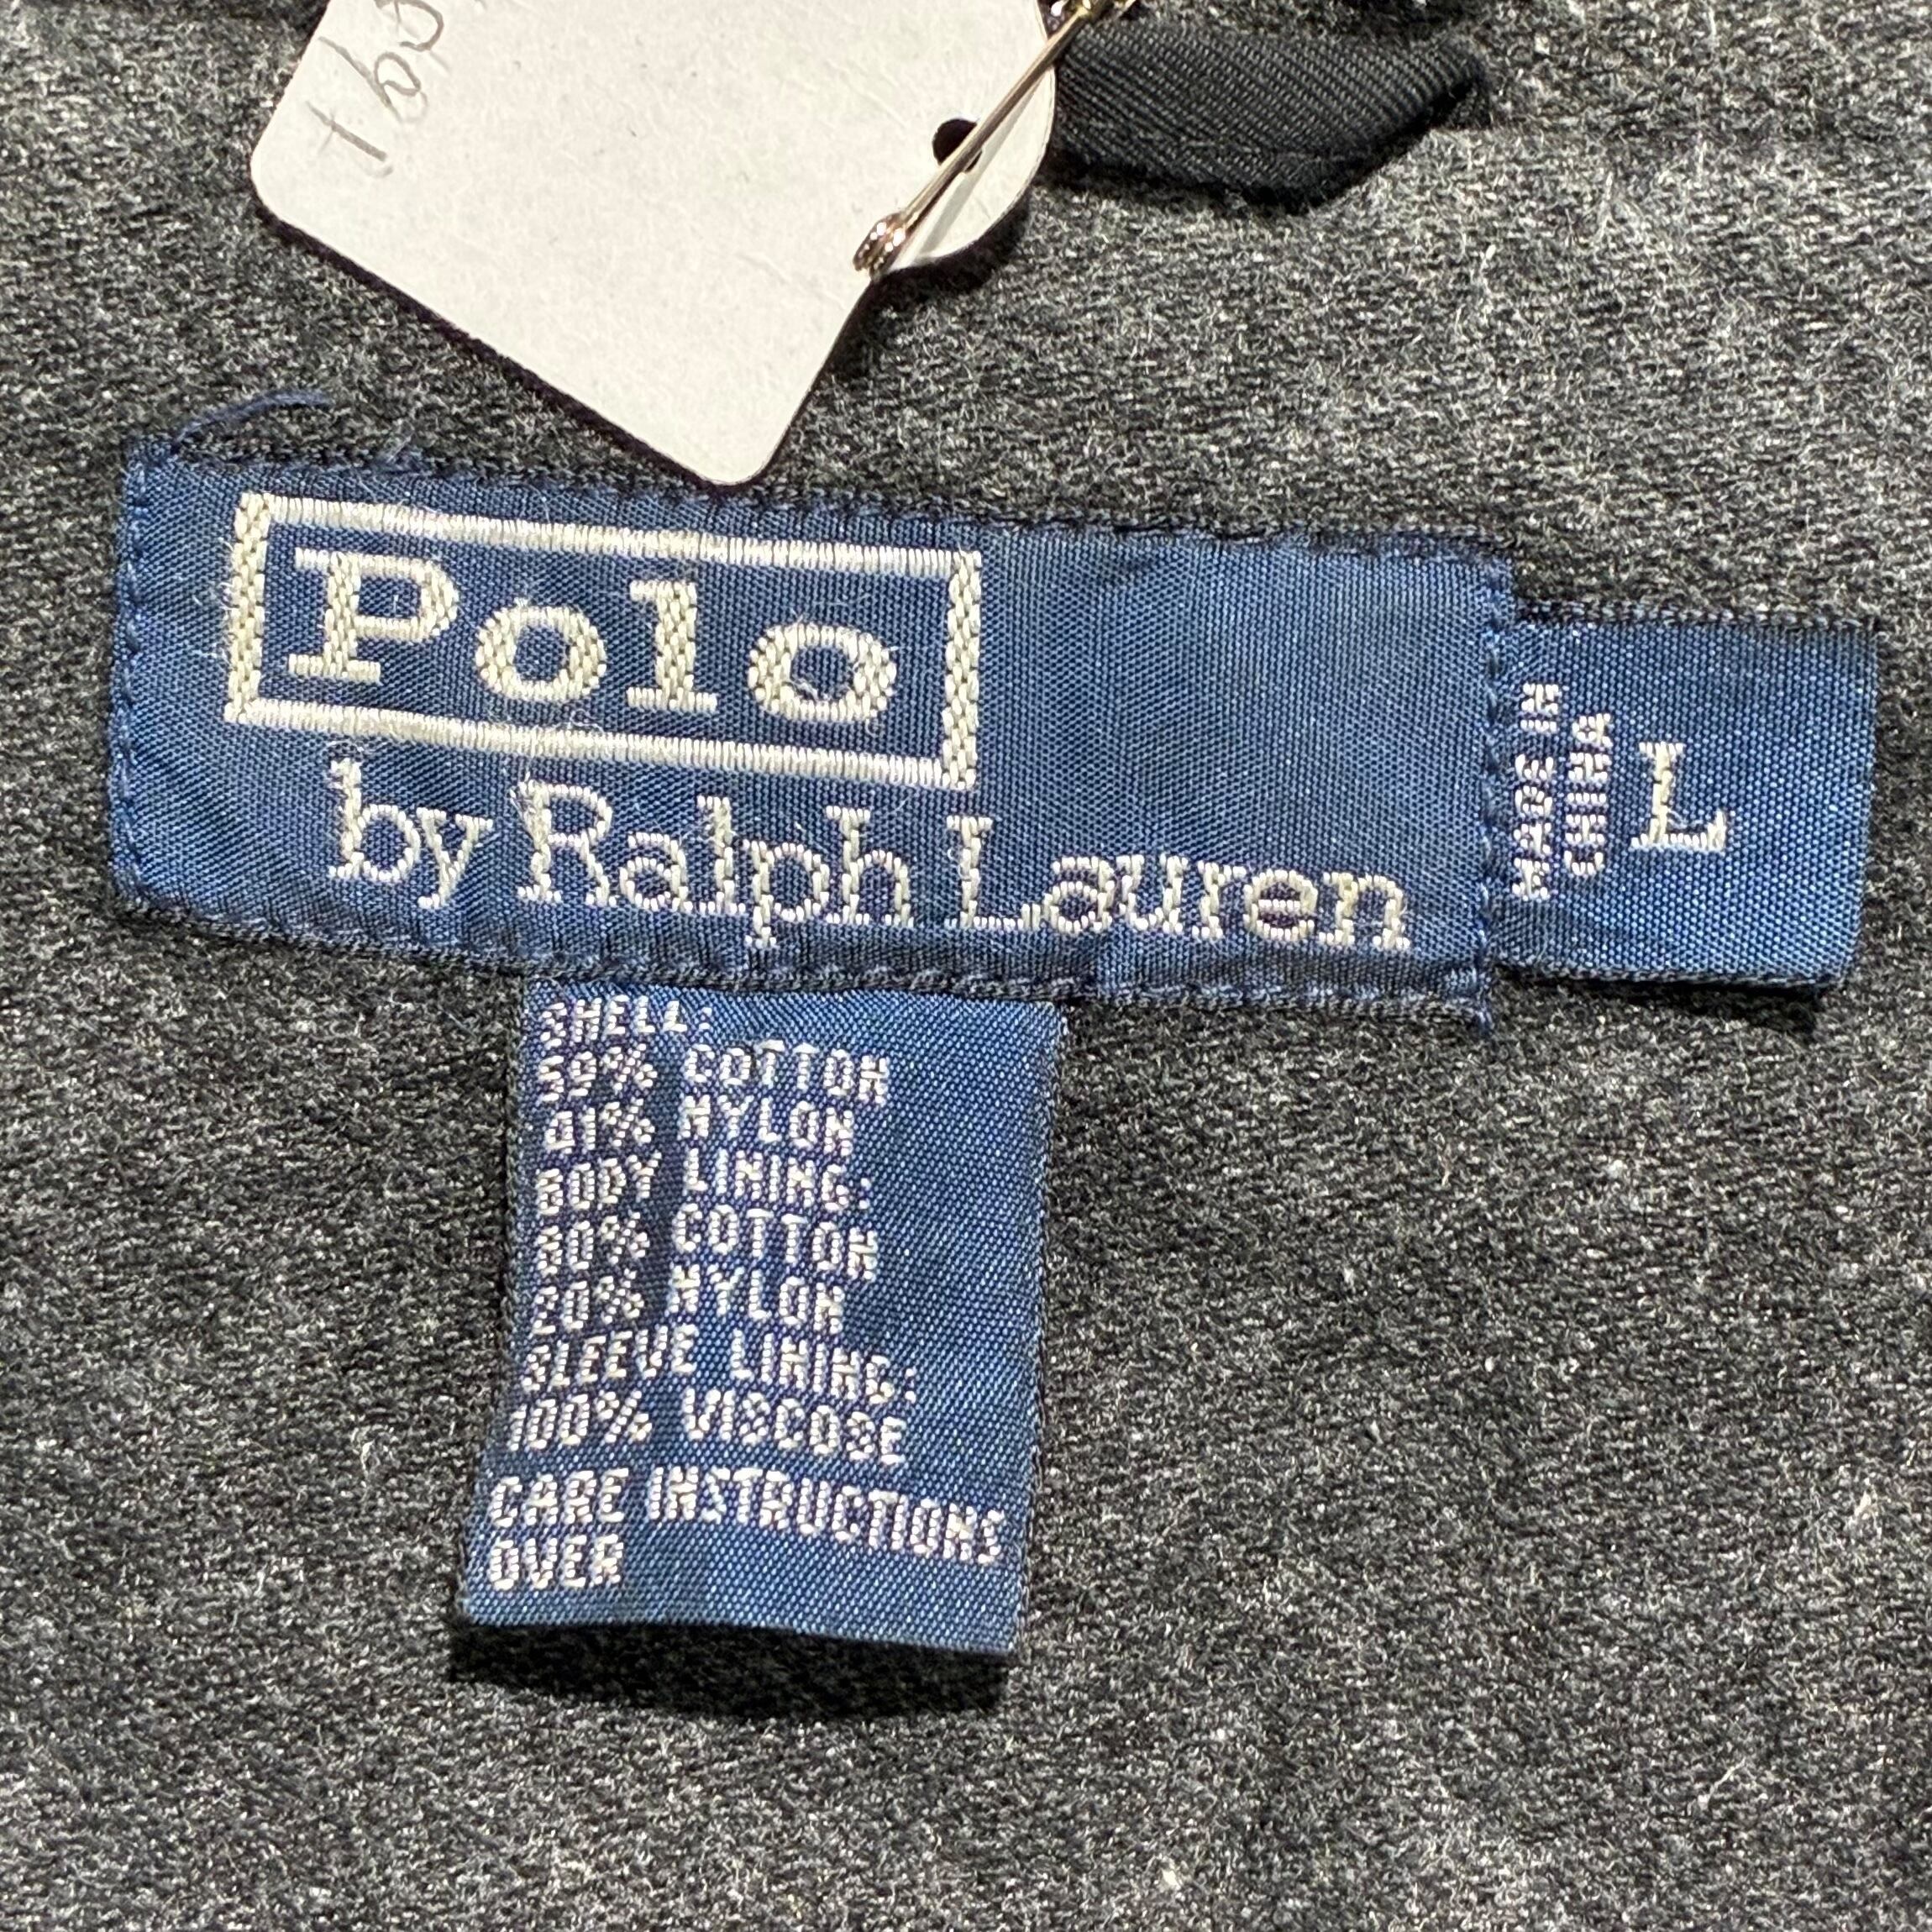 Polo
by Ralph Lauren
MADE IN
CHINA
L
SHELL:
59% COTTON
41% NYLON
BODY LINING:
80% COTTON
20% NYLON
SLEEVE LINING:
100% VISCOSE
CARE INSTRUCTIONS
OVER